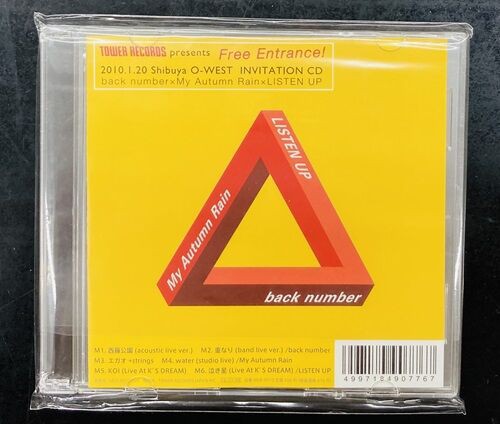 TOWER RECORDS presents Free Entrance!
2010.1.20 Shibuya O-WEST INVITATION CD
back number×My Autumn Rain×LISTEN UP
LISTEN UP
My Autumn Rain
back number
M1. 西藤公園 (acoustic live ver.) M2. 重なり (band live ver.) /back number
M3. エガオ→strings M4. water (studio live) /My Autumn Rain
M5. KOI (Live At K'S DREAM) M6. 泣き星 (Live At K'S DREAM) /LISTEN UP
4997184907767